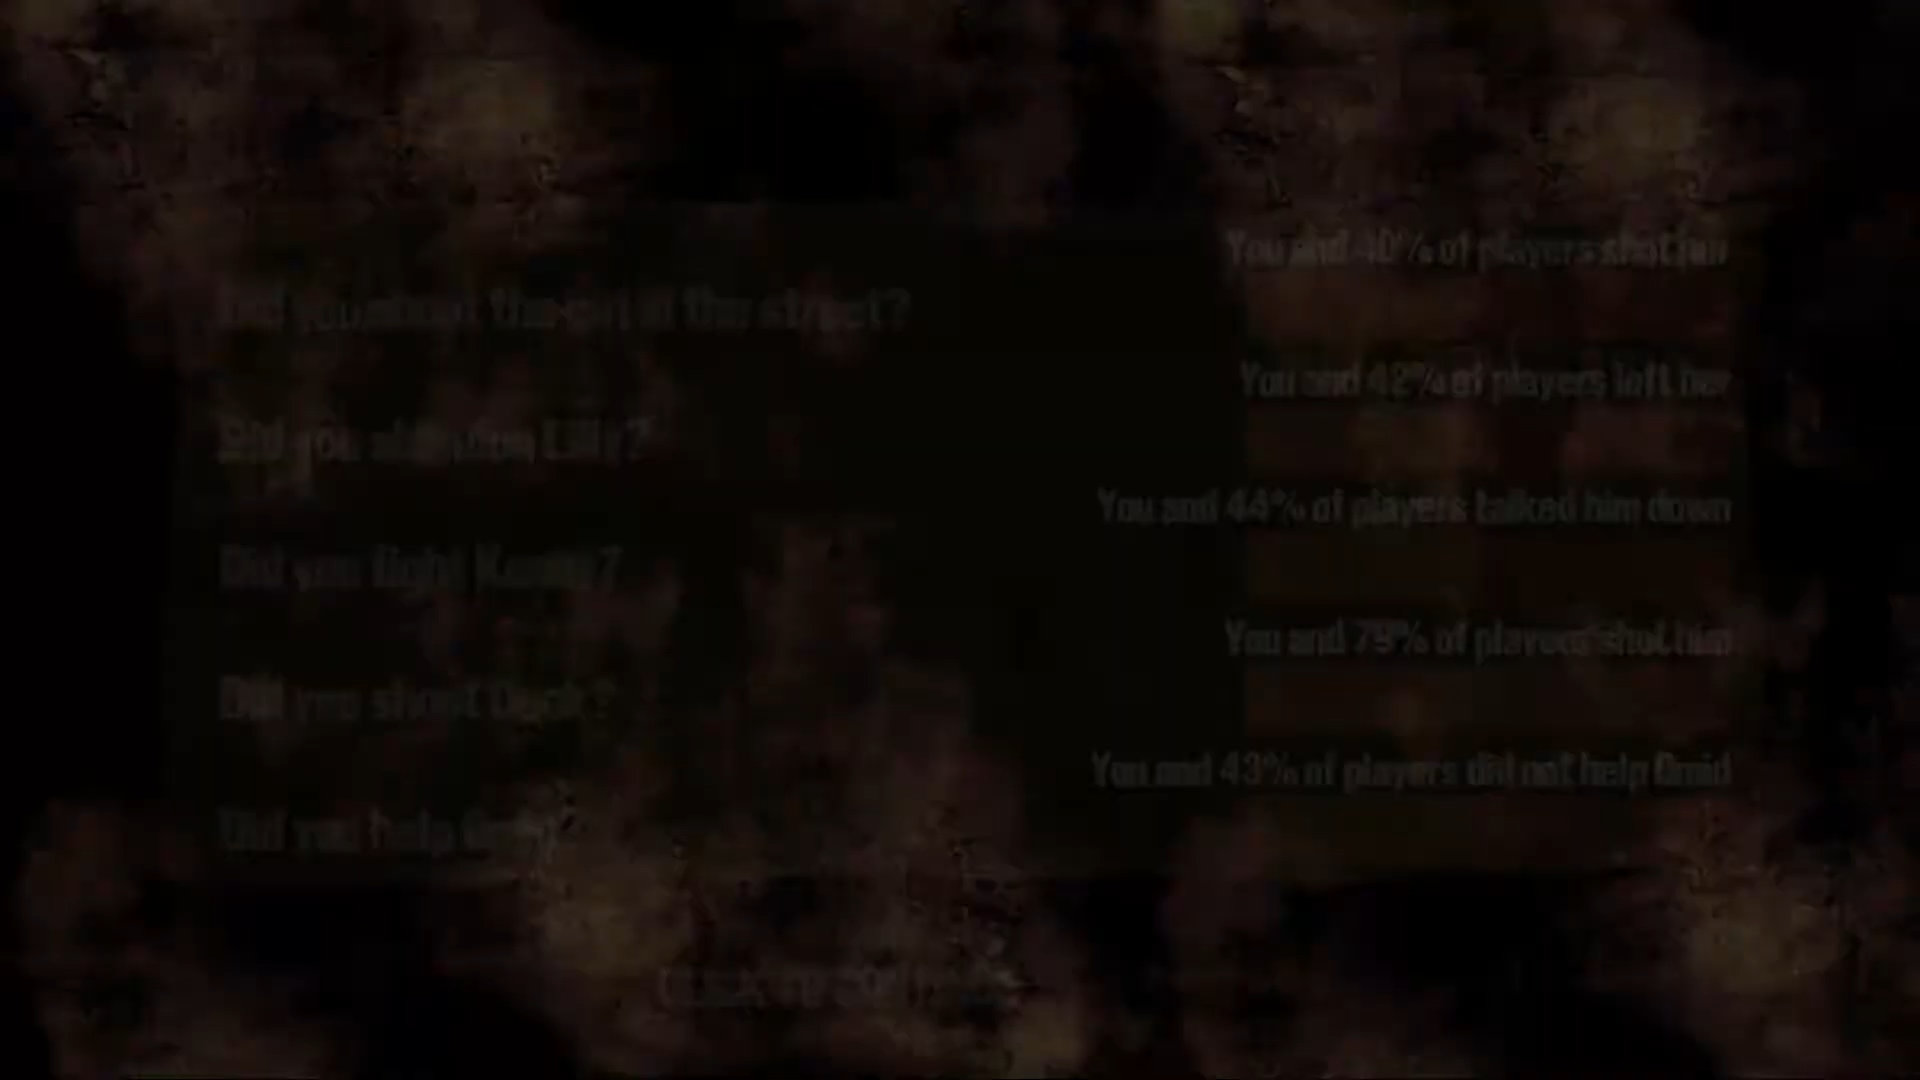 Did you shoot the girl in the street?
You and 40% of players shot her
Did you abandon Lilly?
You and 42% of players left her
Did you fight Kenny?
You and 44% of players talked him down
Did you shoot Duck?
You and 79% of players shot him
Did you help Omid?
You and 43% of players did not help Omid